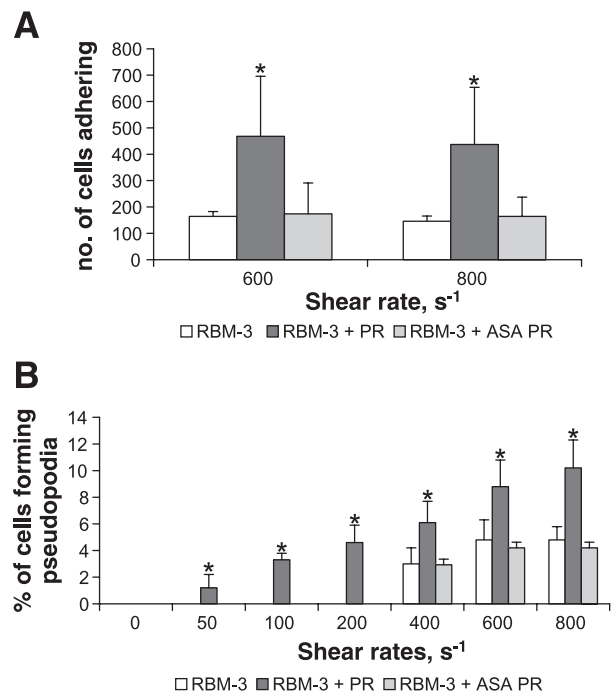 A
no. of cells adhering
800
700
600
500
400
300
200
100
0
*
*
600 800
Shear rate, s-1
RBM-3 RBM-3 + PR RBM-3 + ASA PR
B
% of cells forming
pseudopodia
14
12
10
8
6
4
2
0
*
*
*
*
*
*
0 50 100 200 400 600 800
Shear rates, s-1
RBM-3 RBM-3 + PR RBM-3 + ASA PR